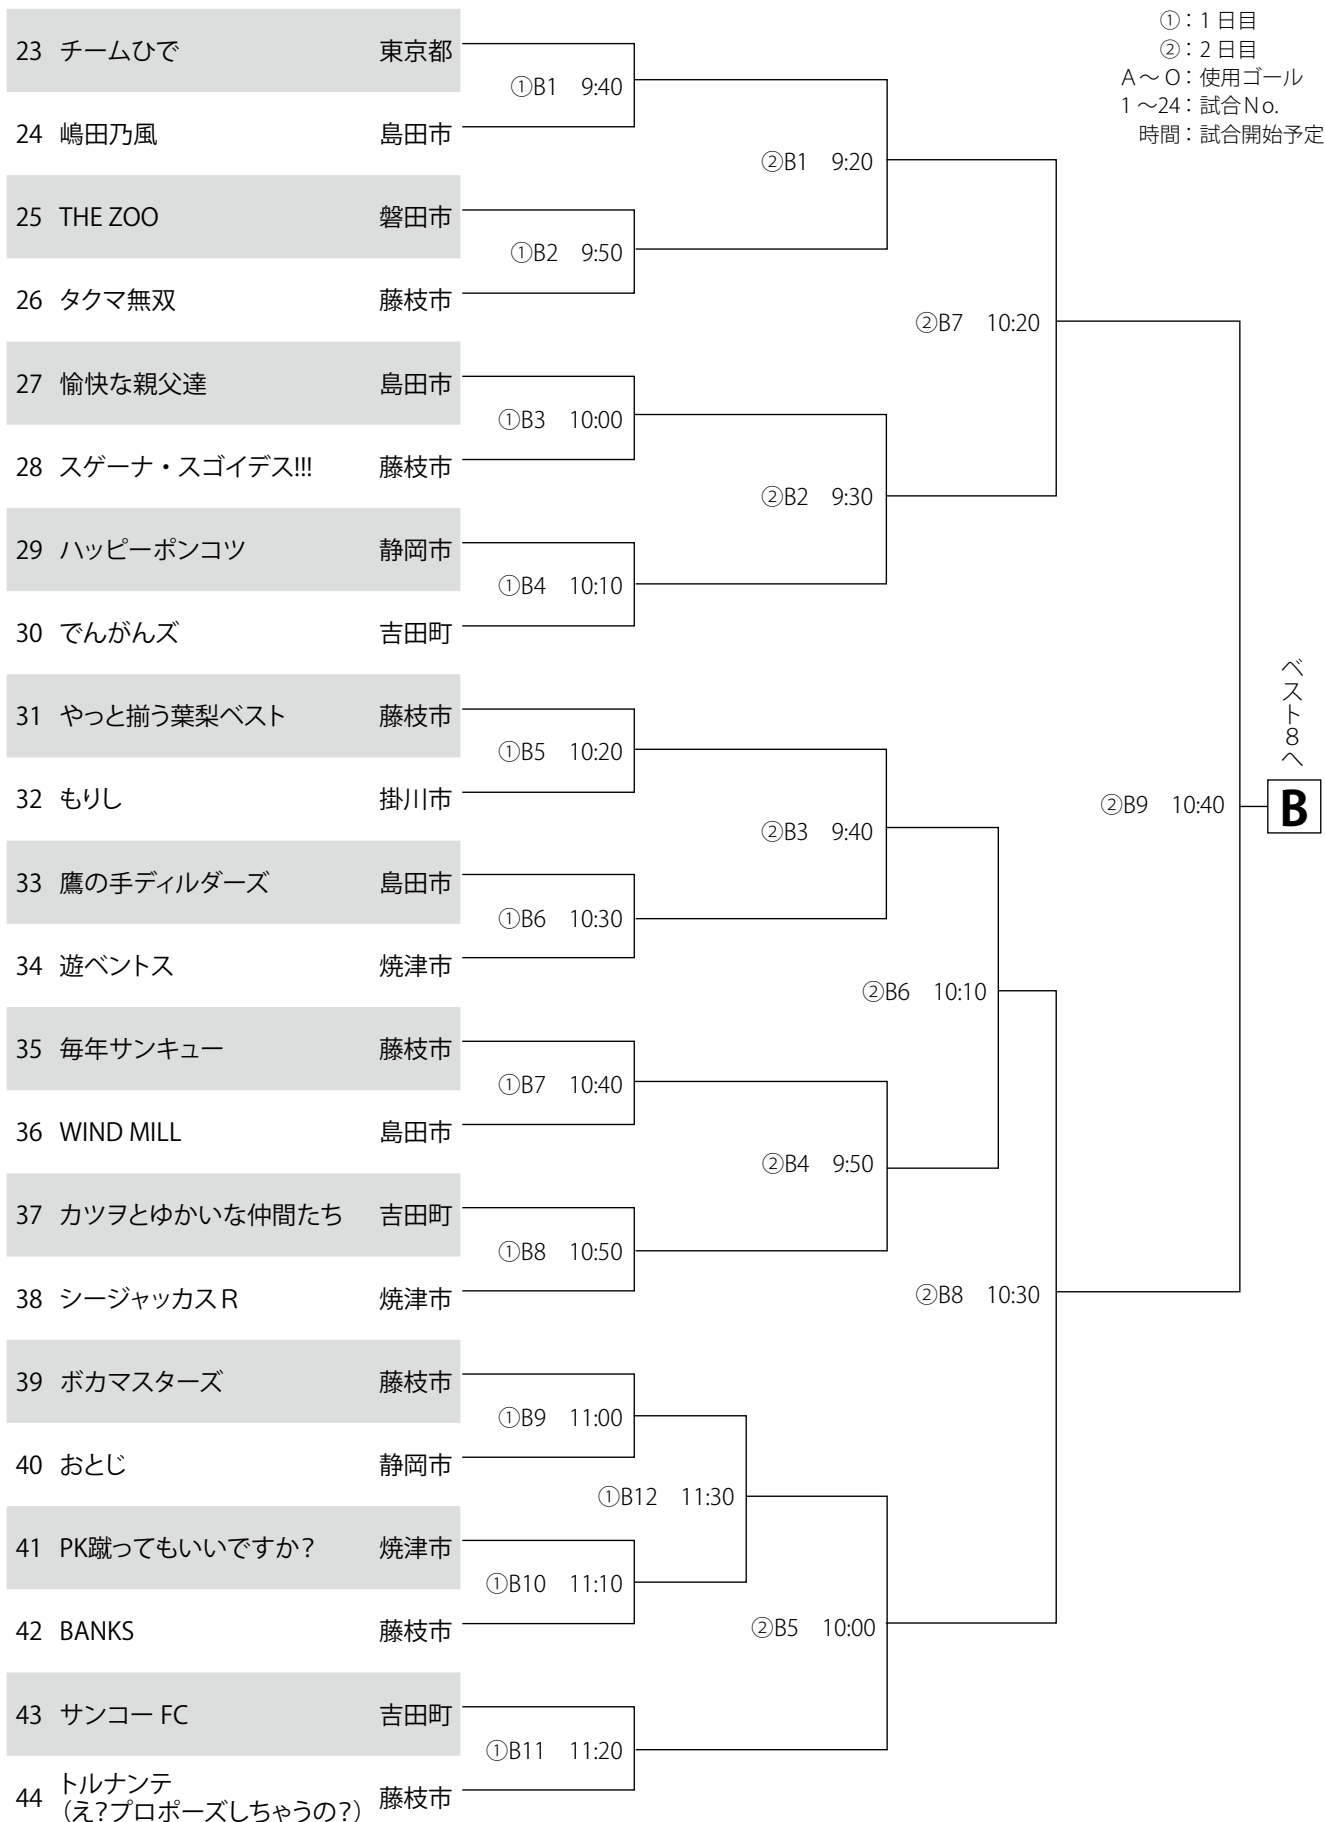 ①：1 日目
②：2 日目
A～O：使用ゴール
1～24：試合No.
時間：試合開始予定
23 チームひで 東京都
①B1 9:40
24 嶋田乃風 島田市
②B1 9:20
25 THE ZOO 磐田市
①B2 9:50
26 タクマ無双 藤枝市
②B7 10:20
27 愉快な親父達 島田市
①B3 10:00
28 スゲーナ・スゴイデス!!! 藤枝市
②B2 9:30
29 ハッピーポンコツ 静岡市
①B4 10:10
30 でんがんズ 吉田町
31 やっと揃う葉梨ベスト 藤枝市
①B5 10:20
32 もりし 掛川市
②B9 10:40
ベスト8へ
B
②B3 9:40
33 鷹の手ディルダーズ 島田市
①B6 10:30
34 遊ベントス 焼津市
②B6 10:10
35 毎年サンキュー 藤枝市
①B7 10:40
36 WIND MILL 島田市
②B4 9:50
37 カツヲとゆかいな仲間たち 吉田町
①B8 10:50
38 シージャッカスR 焼津市
②B8 10:30
39 ボカマスターズ 藤枝市
①B9 11:00
40 おとじ 静岡市
①B12 11:30
41 PK蹴ってもいいですか？ 焼津市
①B10 11:10
42 BANKS 藤枝市
②B5 10:00
43 サンコー FC 吉田町
①B11 11:20
44 トルナンテ 藤枝市
（え？プロポーズしちゃうの？）